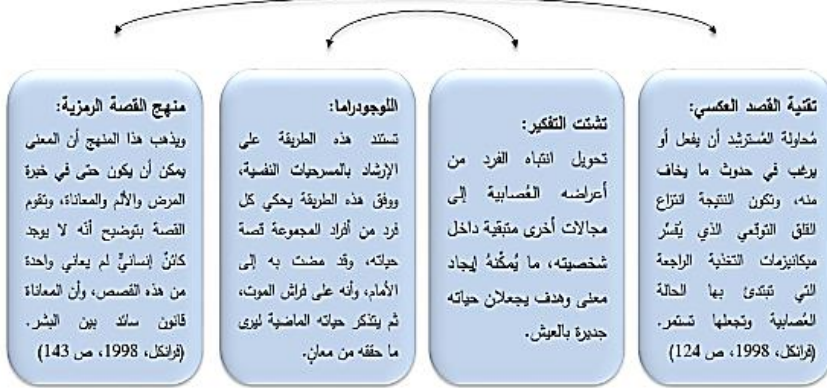 تقنية القصد العكسي:
مُحاولة المُسترشِد أن يفعل أو
يرغب في حدوث ما يخاف
منه، وتكون النتيجة انتزاع
القلق التوقّعي الذي يُفسِّر
ميكانيزمات التغذية الراجعة
التي تبتدئ بها الحالة
العُصابية وتجعلها تستمر.
(فرانكل، 1998، ص 124)
تشتت التفكير:
تحويل انتباه الفرد من
أعراضه العُصابية إلى
مجالات أخرى متبقية داخل
شخصيته، ما يُمكّنهُ إيجاد
معنى وهدف يجعلان حياته
جديرة بالعيش.
اللوجودراما:
تستند هذه الطريقة على
الإرشاد بالمسرحيات النفسية،
ووفق هذه الطريقة يحكي كل
فرد من أفراد المجموعة قصة
حياته، وقد مضت به إلى
الأمام، وأنه على فراش الموت،
ثم يتذكر حياته الماضية ليرى
ما حققه من معانٍ.
منهج القصة الرمزية:
ويذهب هذا المنهج أن المعنى
يمكن أن يكون حتى في خبرة
المرض والألم والمعاناة، وتقوم
القصة بتوضيح أنّه لا يوجد
كائنٌ إنسانيٌّ لم يعاني واحدة
من هذه القصص، وأن المعاناة
قانون سائد بين البشر.
(فرانكل، 1998، ص 143)